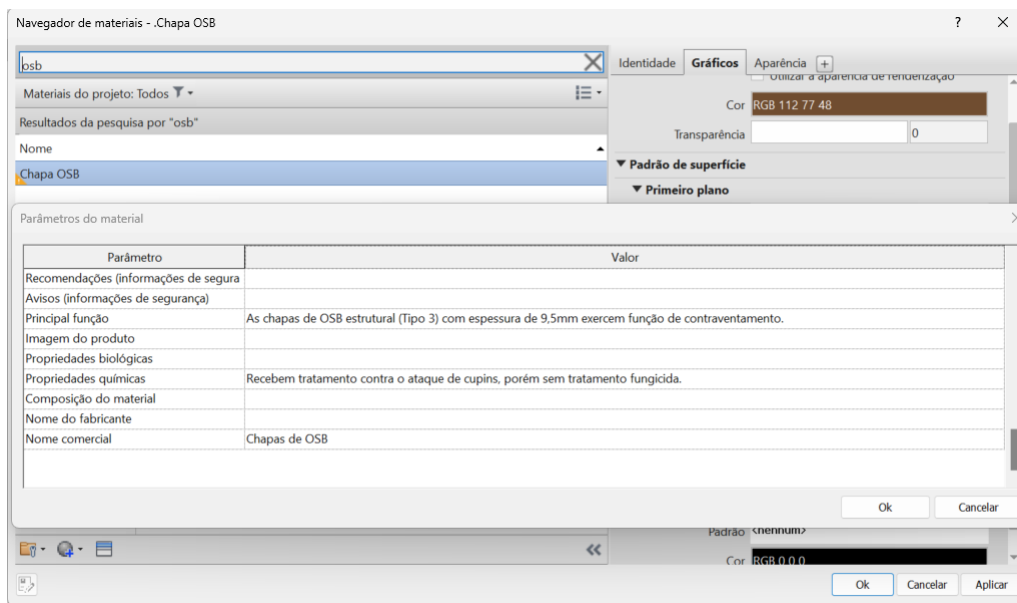 Navegador de materiais - .Chapa OSB
osb
Materiais do projeto: Todos
Resultados da pesquisa por "osb"
Nome
Chapa OSB
Identidade Gráficos Aparência
Utilizar a aparência de renderização
Cor RGB 112 77 48
Transparência 0
Padrão de superfície
Primeiro plano
Parâmetros do material
Parâmetro Valor
Recomendações (informações de segura
Avisos (informações de segurança)
Principal função As chapas de OSB estrutural (Tipo 3) com espessura de 9,5mm exercem função de contraventamento.
Imagem do produto
Propriedades biológicas
Propriedades químicas Recebem tratamento contra o ataque de cupins, porém sem tratamento fungicida.
Composição do material
Nome do fabricante
Nome comercial Chapas de OSB
Ok Cancelar
Padrão <nenhum>
Cor RGB 0 0 0
Ok Cancelar Aplicar